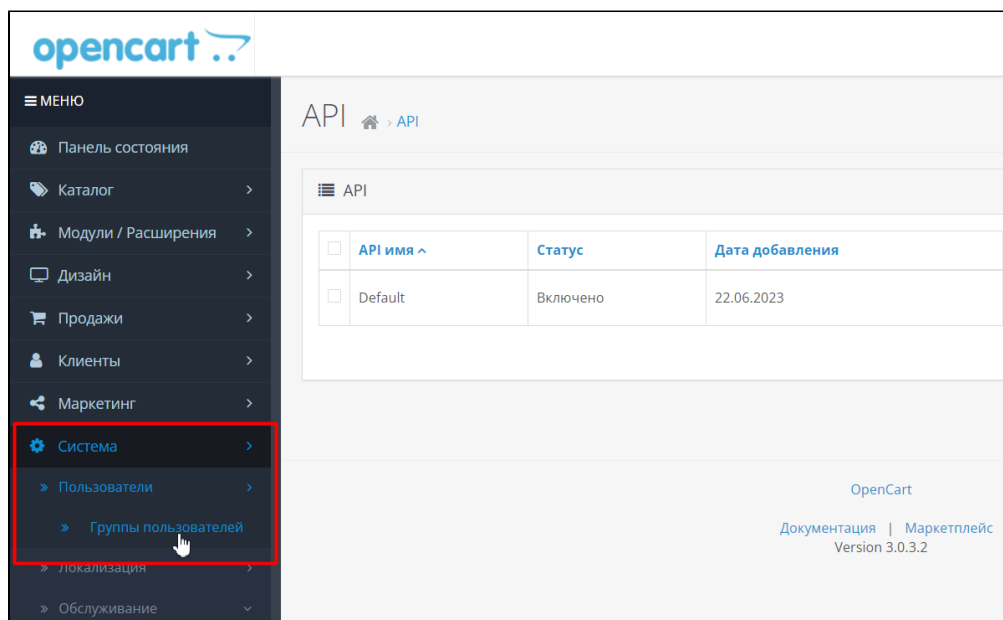 opencart
МЕНЮ
Панель состояния
Каталог
Модули / Расширения
Дизайн
Продажи
Клиенты
Маркетинг
Система
Пользователи
Группы пользователей
Локализация
Обслуживание
API > API
API
API имя Статус Дата добавления
Default Включено 22.06.2023
OpenCart
Документация | Маркетплейс
Version 3.0.3.2